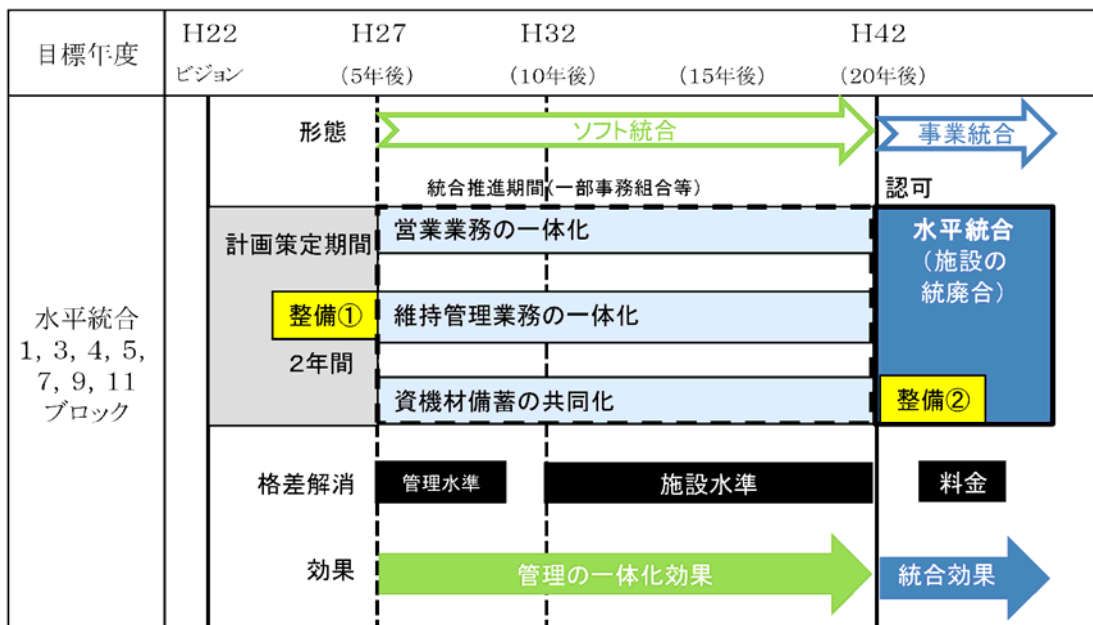 目標年度
H22
H27
H32
H42
ビジョン
(5年後)
(10年後)
(15年後)
(20年後)
水平統合
1, 3, 4, 5,
7, 9, 11
ブロック
形態
ソフト統合
事業統合
統合推進期間(一部事務組合等)
認可
計画策定期間
営業業務の一体化
水平統合
(施設の
統廃合)
整備①
維持管理業務の一体化
2年間
資機材備蓄の共同化
整備②
格差解消
管理水準
施設水準
料金
効果
管理の一体化効果
統合効果